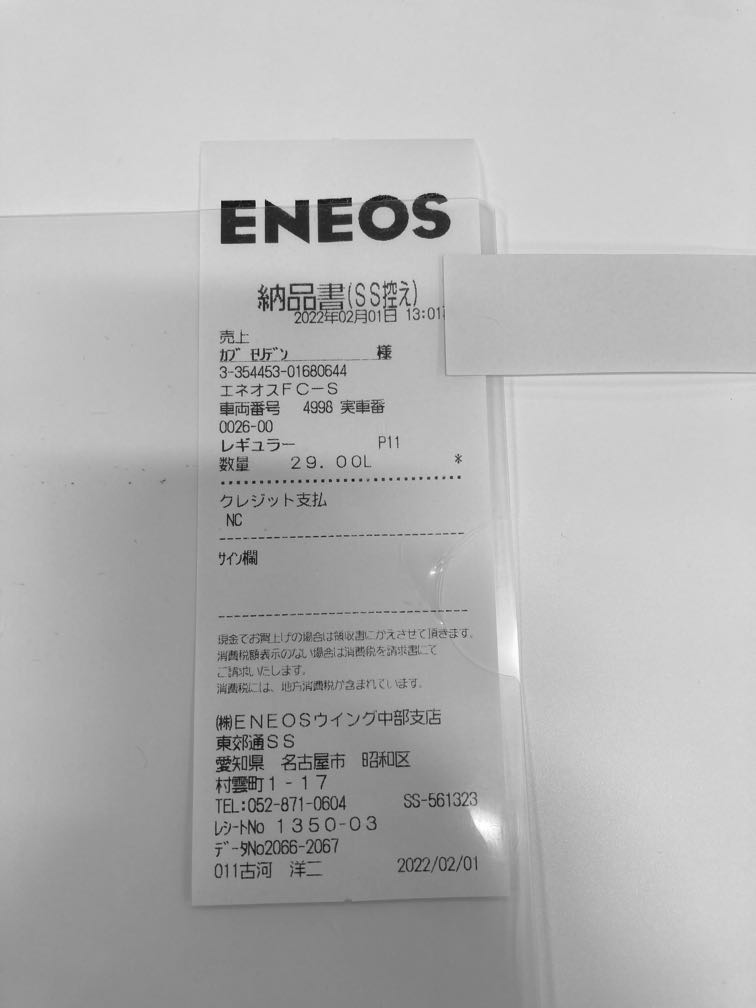 ENEOS
納品書(SS控え)
2022年02月01日 13:01
売上
ｶﾌﾞ ｾﾘﾃﾞﾝ 様
3-354453-01680644
エネオスFC-S
車両番号 4998 実車番
0026-00
レギュラー P11
数量 29.00L *
クレジット支払
NC
サイン欄
現金でお買上げの場合は領収書にかえさせて頂きます。
消費税額表示のない場合は消費税を請求書にて
ご請求いたします。
消費税には、地方消費税が含まれています。
㈱ENEOSウイング中部支店
東郊通SS
愛知県 名古屋市 昭和区
村雲町1-17
TEL:052-871-0604 SS-561323
ﾚｼｰﾄNo 1350-03
ﾃﾞｰﾀNo2066-2067
011古河 洋二 2022/02/01